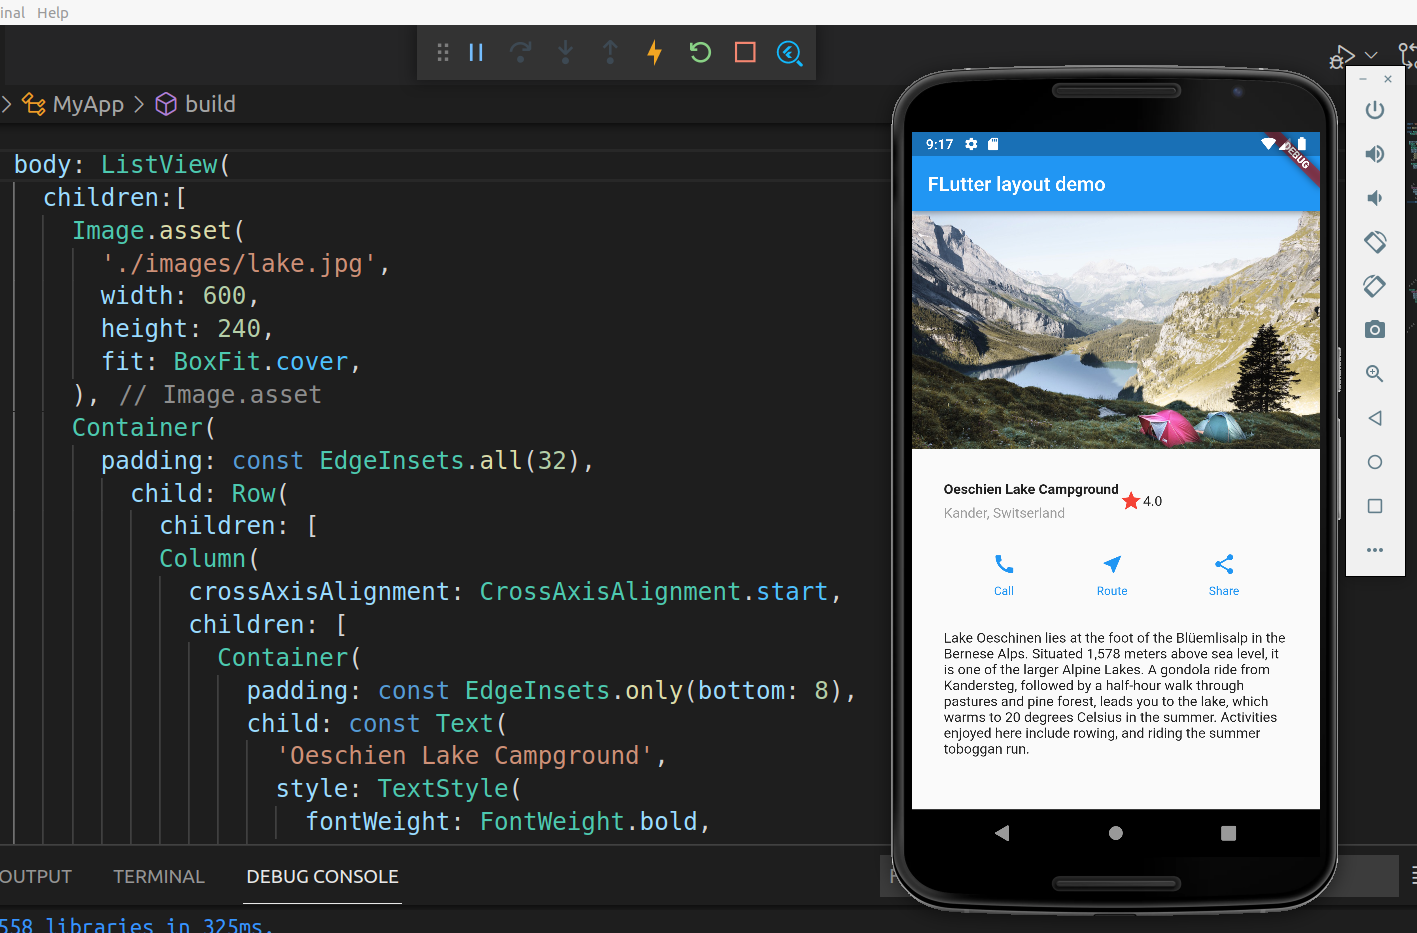 inal Help
MyApp build
body: ListView(
children:[
Image.asset(
'./images/lake.jpg',
width: 600,
height: 240,
fit: BoxFit.cover,
), // Image.asset
Container(
padding: const EdgeInsets.all(32),
child: Row(
children: [
Column(
crossAxisAlignment: CrossAxisAlignment.start,
children: [
Container(
padding: const EdgeInsets.only(bottom: 8),
child: const Text(
'Oeschien Lake Campground',
style: TextStyle(
fontWeight: FontWeight.bold,
OUTPUT TERMINAL DEBUG CONSOLE
558 libraries in 325ms.
9:17
DEBUG
FLutter layout demo
Oeschien Lake Campground
4.0
Kander, Switserland
Call Route Share
Lake Oeschinen lies at the foot of the Blüemlisalp in the
Bernese Alps. Situated 1,578 meters above sea level, it
is one of the larger Alpine Lakes. A gondola ride from
Kandersteg, followed by a half-hour walk through
pastures and pine forest, leads you to the lake, which
warms to 20 degrees Celsius in the summer. Activities
enjoyed here include rowing, and riding the summer
toboggan run.